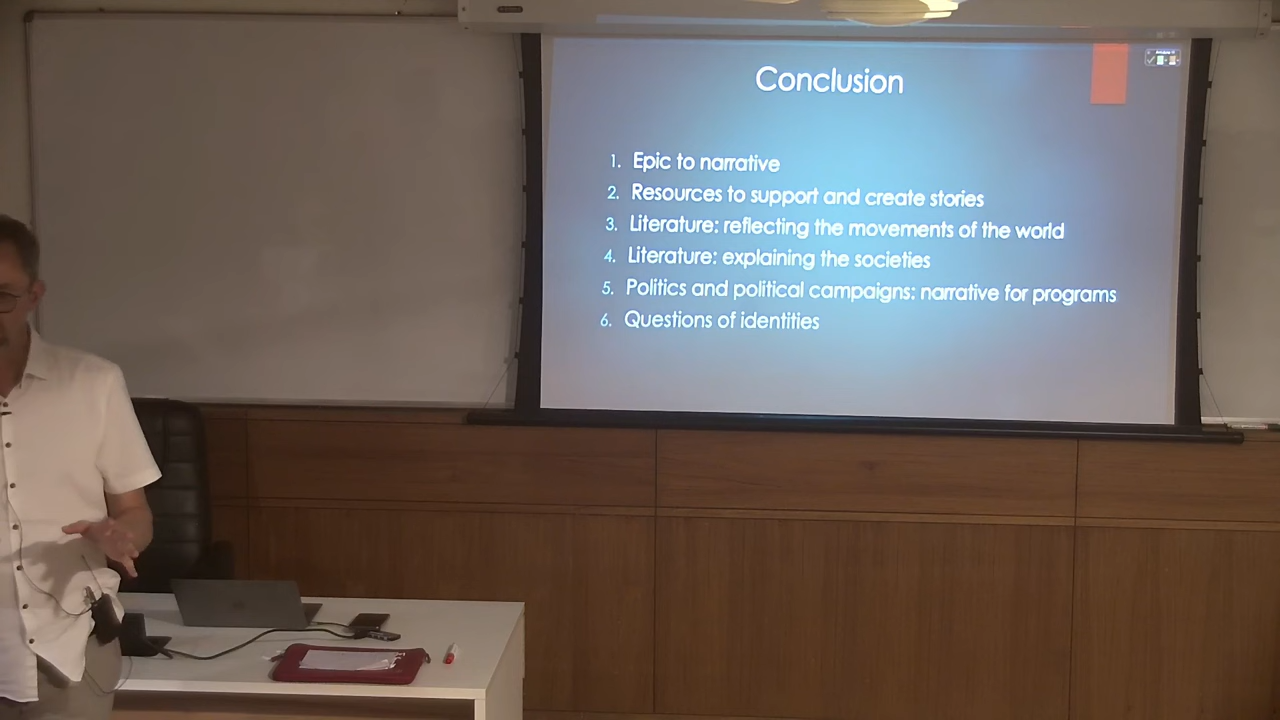 Conclusion
1. Epic to narrative
2. Resources to support and create stories
3. Literature: reflecting the movements of the world
4. Literature: explaining the societies
5. Politics and political campaigns: narrative for programs
6. Questions of identities